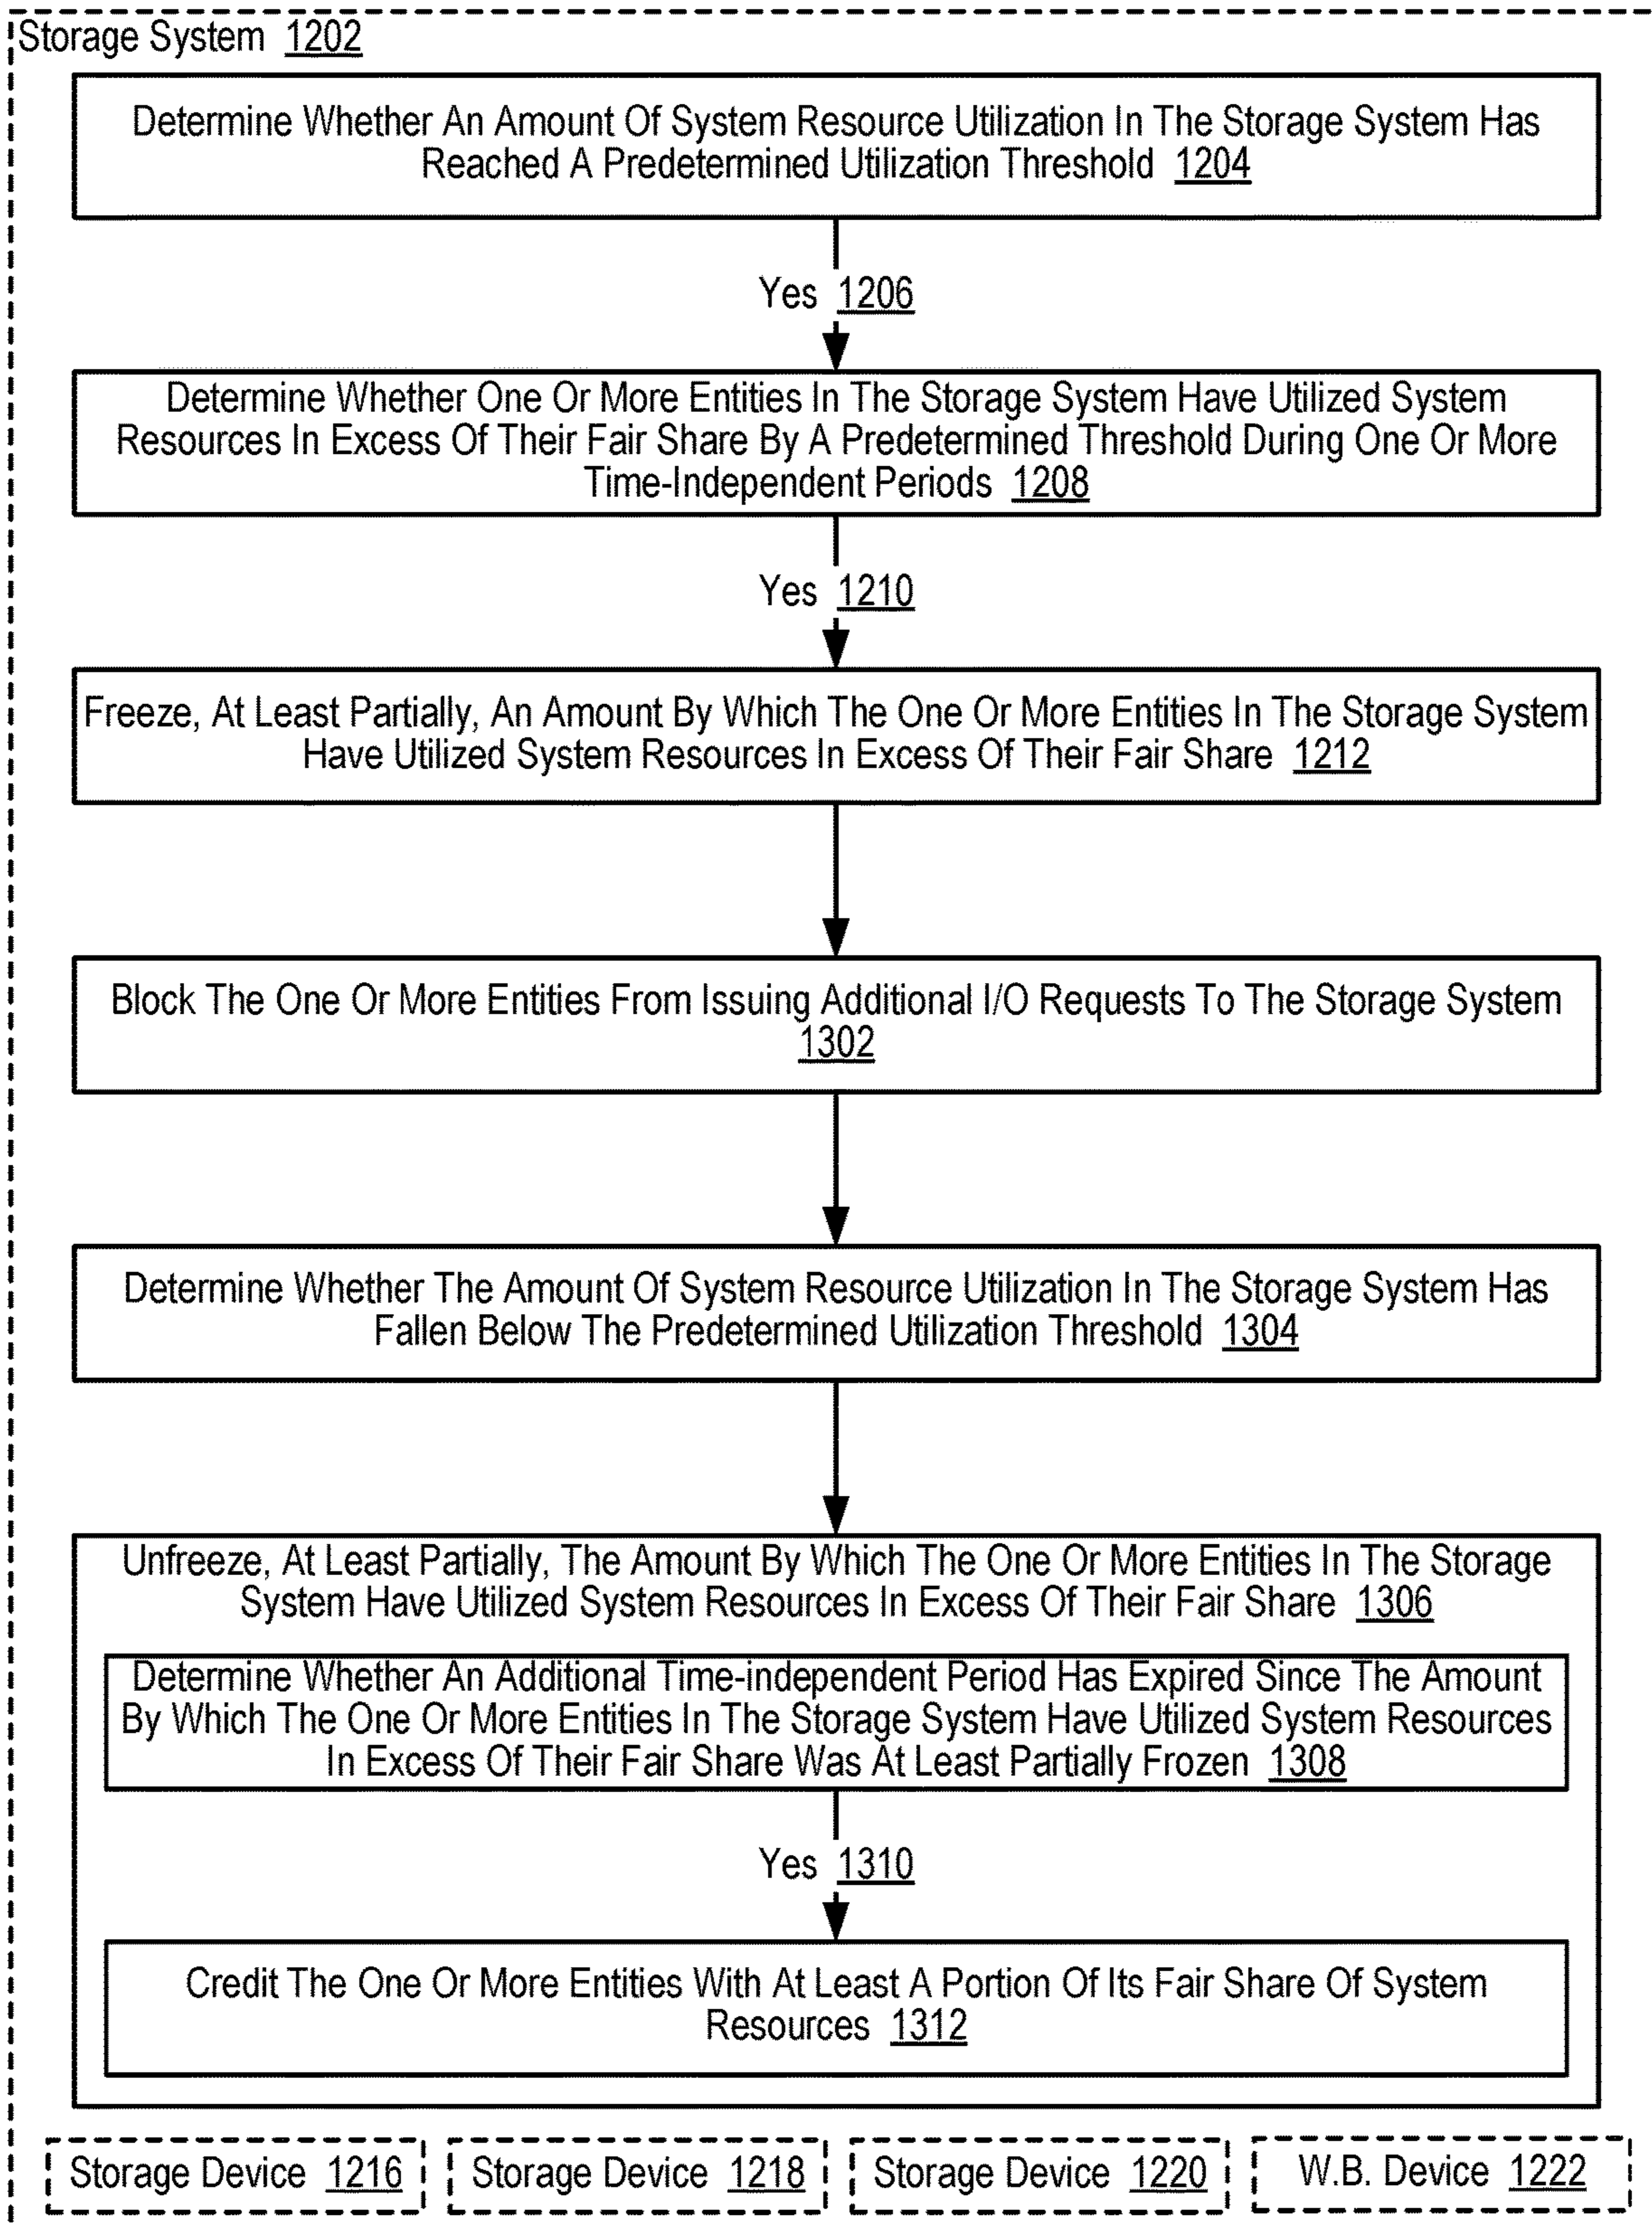 Storage System 1202
Determine Whether An Amount Of System Resource Utilization In The Storage System Has
Reached A Predetermined Utilization Threshold 1204
Yes 1206
Determine Whether One Or More Entities In The Storage System Have Utilized System
Resources In Excess Of Their Fair Share By A Predetermined Threshold During One Or More
Time-Independent Periods 1208
Yes 1210
Freeze, At Least Partially, An Amount By Which The One Or More Entities In The Storage System
Have Utilized System Resources In Excess Of Their Fair Share 1212
Block The One Or More Entities From Issuing Additional I/O Requests To The Storage System
1302
Determine Whether The Amount Of System Resource Utilization In The Storage System Has
Fallen Below The Predetermined Utilization Threshold 1304
Unfreeze, At Least Partially, The Amount By Which The One Or More Entities In The Storage
System Have Utilized System Resources In Excess Of Their Fair Share 1306
Determine Whether An Additional Time-independent Period Has Expired Since The Amount
By Which The One Or More Entities In The Storage System Have Utilized System Resources
In Excess Of Their Fair Share Was At Least Partially Frozen 1308
Yes 1310
Credit The One Or More Entities With At Least A Portion Of Its Fair Share Of System
Resources 1312
Storage Device 1216
Storage Device 1218
Storage Device 1220
W.B. Device 1222